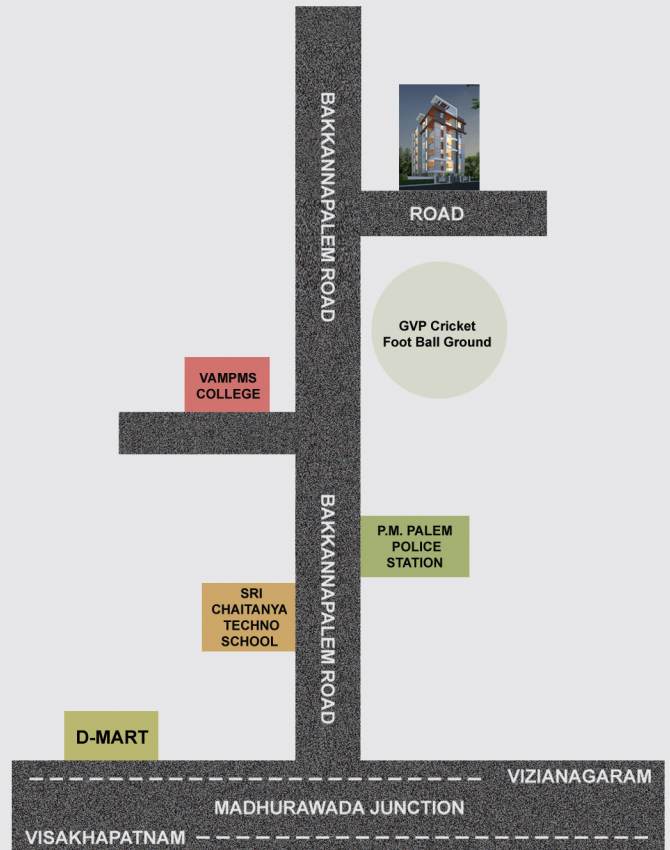 BAKKANNAPALEM ROAD
ROAD
GVP Cricket
Foot Ball Ground
VAMPMS
COLLEGE
BAKKANNAPALEM ROAD
P.M. PALEM
POLICE
STATION
SRI
CHAITANYA
TECHNO
SCHOOL
D-MART
VIZIANAGARAM
MADHURAWADA JUNCTION
VISAKHAPATNAM